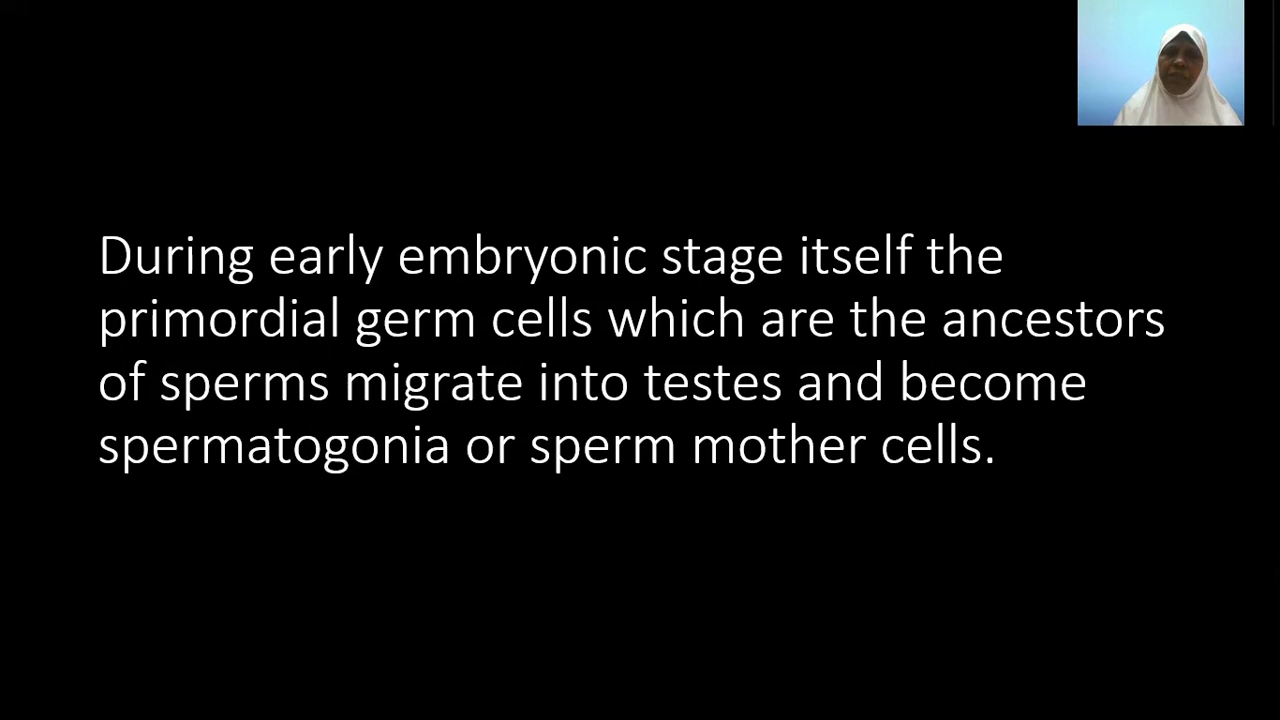 During early embryonic stage itself the
primordial germ cells which are the ancestors
of sperms migrate into testes and become
spermatogonia or sperm mother cells.